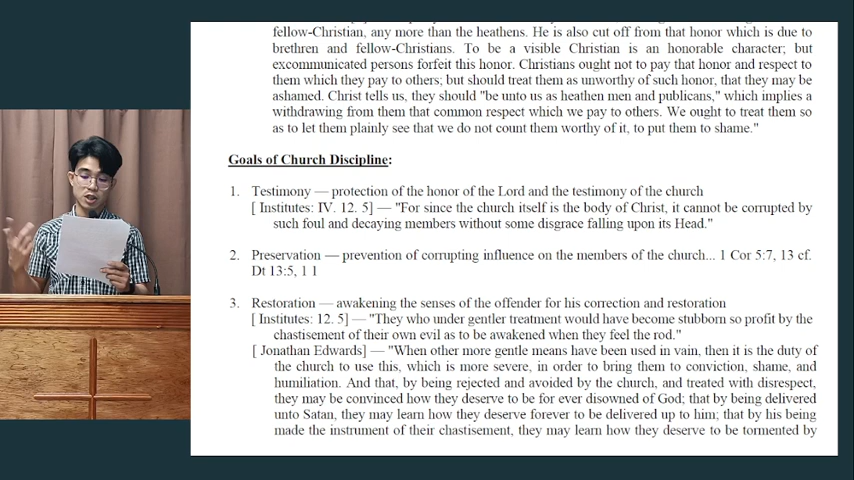 fellow-Christian, any more than the heathens. He is also cut off from that honor which is due to
brethren and fellow-Christians. To be a visible Christian is an honorable character; but
excommunicated persons forfeit this honor. Christians ought not to pay that honor and respect to
them which they pay to others; but should treat them as unworthy of such honor, that they may be
ashamed. Christ tells us, they should "be unto us as heathen men and publicans," which implies a
withdrawing from them that common respect which we pay to others. We ought to treat them so
as to let them plainly see that we do not count them worthy of it, to put them to shame."
Goals of Church Discipline:
1. Testimony — protection of the honor of the Lord and the testimony of the church
[ Institutes: IV. 12. 5] — "For since the church itself is the body of Christ, it cannot be corrupted by
such foul and decaying members without some disgrace falling upon its Head."
2. Preservation — prevention of corrupting influence on the members of the church... 1 Cor 5:7, 13 cf.
Dt 13:5, 1 1
3. Restoration — awakening the senses of the offender for his correction and restoration
[ Institutes: 12. 5] — "They who under gentler treatment would have become stubborn so profit by the
chastisement of their own evil as to be awakened when they feel the rod."
[ Jonathan Edwards] — "When other more gentle means have been used in vain, then it is the duty of
the church to use this, which is more severe, in order to bring them to conviction, shame, and
humiliation. And that, by being rejected and avoided by the church, and treated with disrespect,
they may be convinced how they deserve to be for ever disowned of God; that by being delivered
unto Satan, they may learn how they deserve forever to be delivered up to him; that by his being
made the instrument of their chastisement, they may learn how they deserve to be tormented by